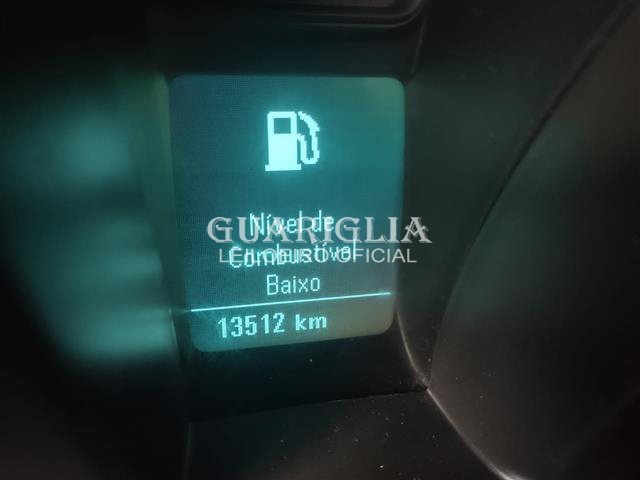 Nível de
GUARIGLIA
Combustível
LEILOEIRO OFICIAL
Baixo
13512 km